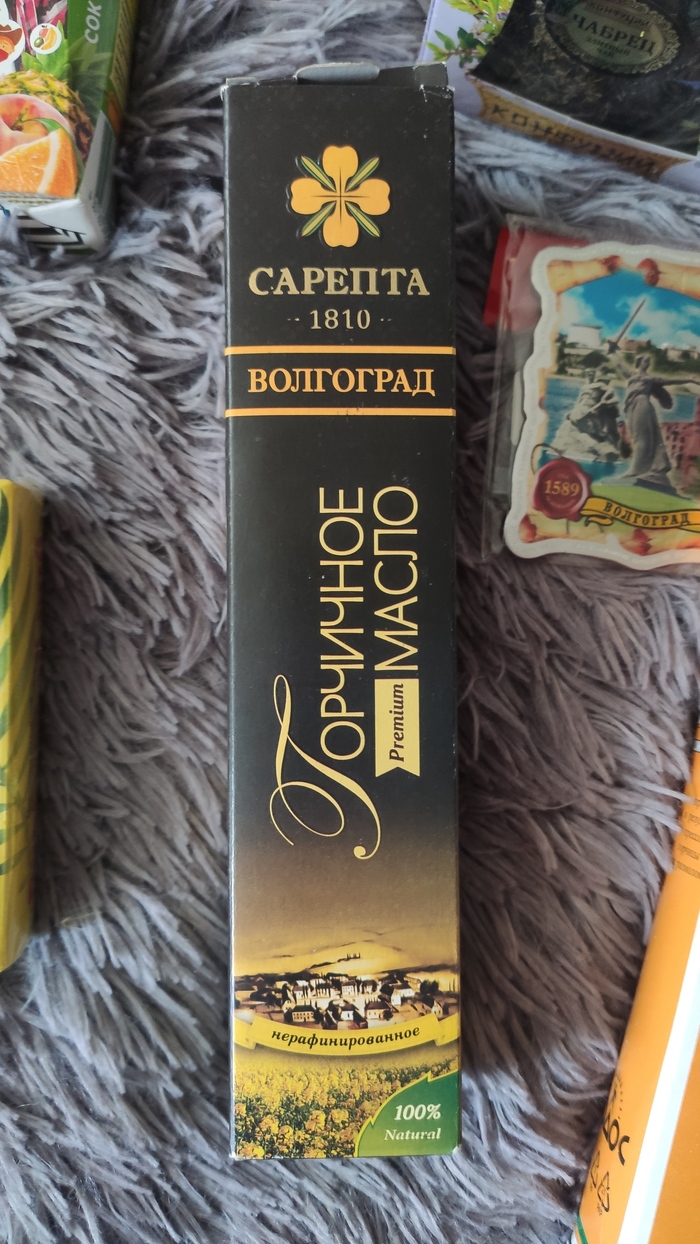 САРЕПТА
1810
ВОЛГОГРАД
Горчичное
Premium МАСЛО
нерафинированное
100%
Natural
СОК
ЧАБРЕЦ
1589
ВОЛГОГРАД